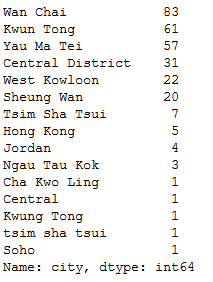 Wan Chai 83
Kwun Tong 61
Yau Ma Tei 57
Central District 31
West Kowloon 22
Sheung Wan 20
Tsim Sha Tsui 7
Hong Kong 5
Jordan 4
Ngau Tau Kok 3
Cha Kwo Ling 1
Central 1
Kwung Tong 1
tsim sha tsui 1
Soho 1
Name: city, dtype: int64